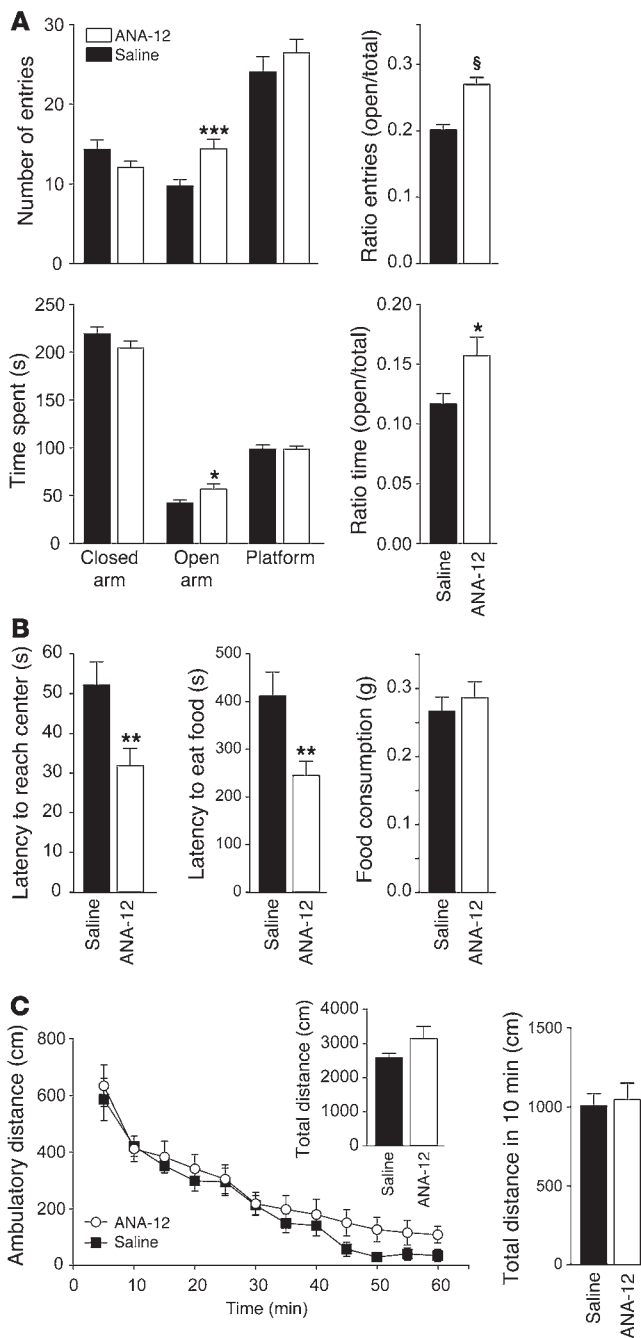 A
ANA-12
Saline
Number of entries
30
20
10
0
***
Ratio entries (open/total)
0.3
0.2
0.1
0.0
§
Time spent (s)
250
200
150
100
50
0
*
Closed
arm
Open
arm
Platform
Ratio time (open/total)
0.20
0.15
0.10
0.05
0.00
*
Saline
ANA-12
B
Latency to reach center (s)
60
50
40
30
20
10
0
**
Saline
ANA-12
Latency to eat food (s)
500
400
300
200
100
0
**
Saline
ANA-12
Food consumption (g)
0.3
0.2
0.1
0.0
Saline
ANA-12
C
Ambulatory distance (cm)
800
600
400
200
0
ANA-12
Saline
0
10
20
30
40
50
60
Time (min)
Total distance (cm)
4000
3000
2000
1000
0
Saline
ANA-12
Total distance in 10 min (cm)
1500
1000
500
0
Saline
ANA-12